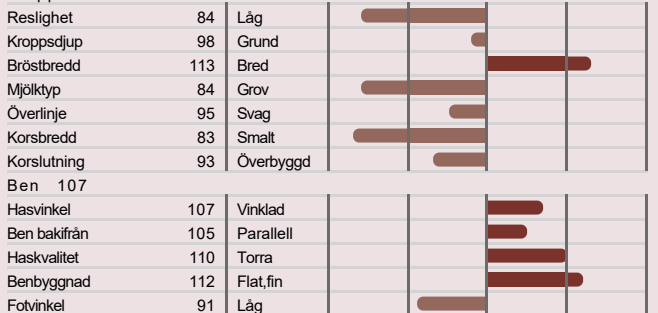 Reslighet 84 Låg
Kroppsdjup 98 Grund
Bröstbredd 113 Bred
Mjölktyp 84 Grov
Överlinje 95 Svag
Korsbredd 83 Smalt
Korslutning 93 Överbyggd
Ben 107
Hasvinkel 107 Vinklad
Ben bakifrån 105 Parallell
Haskvalitet 110 Torra
Benbyggnad 112 Flat,fin
Fotvinkel 91 Låg